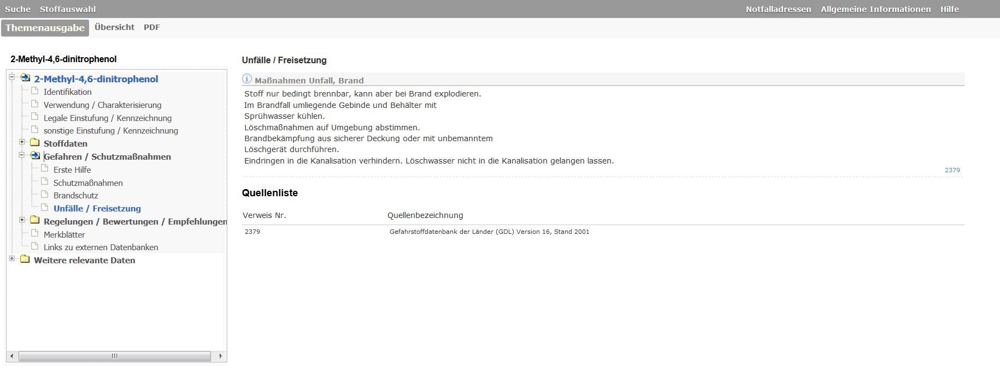 Suche Stoffauswahl Notfalladressen Allgemeine Informationen Hilfe
Themenausgabe Übersicht PDF
2-Methyl-4,6-dinitrophenol
2-Methyl-4,6-dinitrophenol
Identifikation
Verwendung / Charakterisierung
Legale Einstufung / Kennzeichnung
sonstige Einstufung / Kennzeichnung
Stoffdaten
Gefahren / Schutzmaßnahmen
Erste Hilfe
Schutzmaßnahmen
Brandschutz
Unfälle / Freisetzung
Regelungen / Bewertungen / Empfehlungen
Merkblätter
Links zu externen Datenbanken
Weitere relevante Daten
Unfälle / Freisetzung
Maßnahmen Unfall, Brand
Stoff nur bedingt brennbar, kann aber bei Brand explodieren.
Im Brandfall umliegende Gebinde und Behälter mit
Sprühwasser kühlen.
Löschmaßnahmen auf Umgebung abstimmen.
Brandbekämpfung aus sicherer Deckung oder mit unbemanntem
Löschgerät durchführen.
Eindringen in die Kanalisation verhindern. Löschwasser nicht in die Kanalisation gelangen lassen.
2379
Quellenliste
Verweis Nr. Quellenbezeichnung
2379 Gefahrstoffdatenbank der Länder (GDL) Version 16, Stand 2001